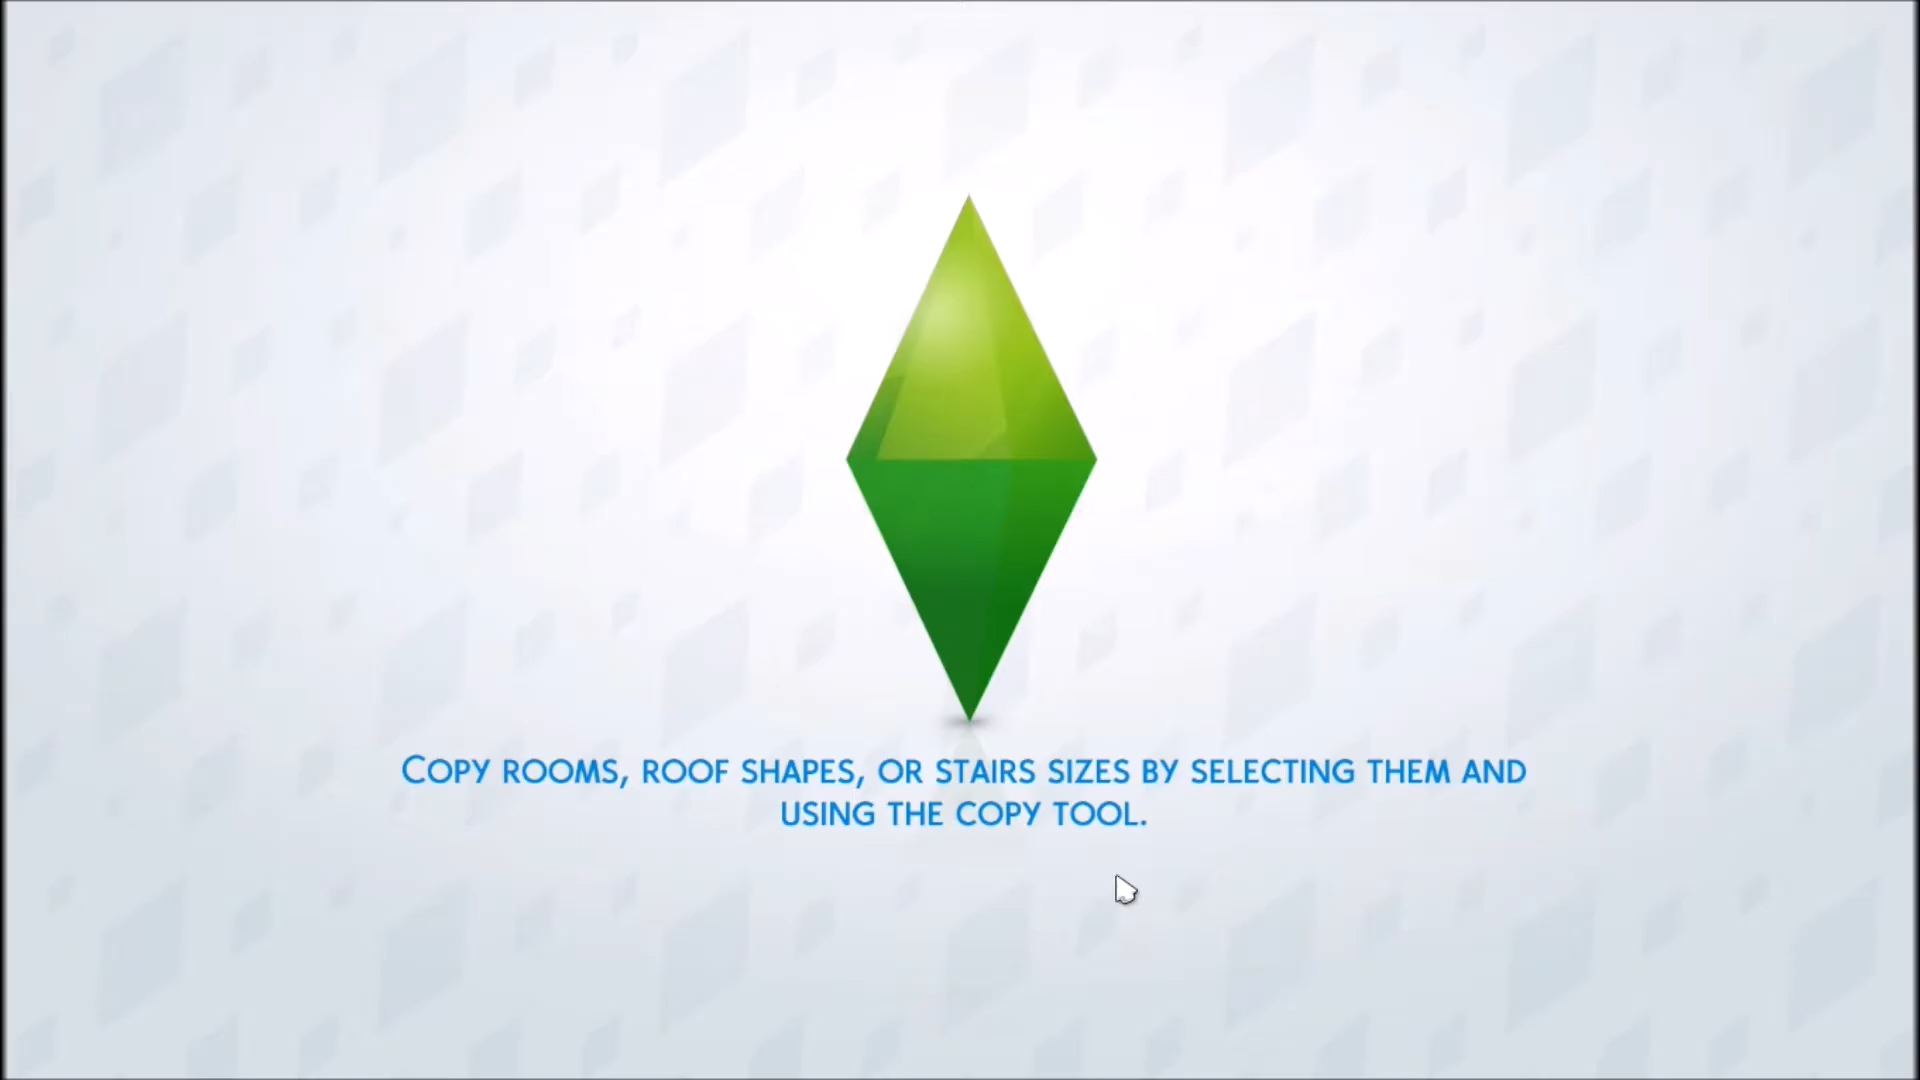 Copy rooms, roof shapes, or stairs sizes by selecting them and
using the copy tool.